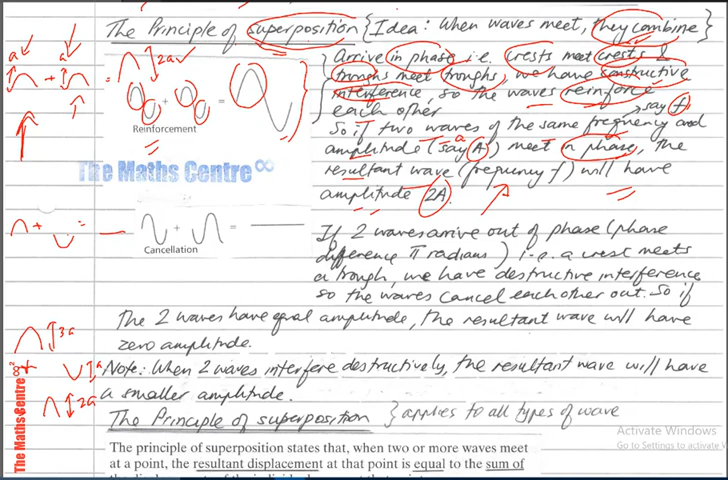 The Principle of superposition { Idea: When waves meet, they combine }
a a
+ = 2a
Arrive in phase i.e. crests meet crests &
troughs meet troughs, we have constructive
interference, so the waves reinforce
each other say f
So if two waves of the same frequency and
amplitude (say A) meet in phase, the
resultant wave (frequency f) will have
amplitude 2A
+ =
Reinforcement
The Maths Centre ∞
+ =
+ =
Cancellation
If 2 waves arrive out of phase (phase
difference π radians) i.e. a crest meets
a trough, we have destructive interference
so the waves cancel each other out. So if
The 2 waves have equal amplitude, the resultant wave will have
zero amplitude.
3a
+ a
2a
Note: When 2 waves interfere destructively, the resultant wave will have
a smaller amplitude.
The Principle of superposition } applies to all types of wave
The principle of superposition states that, when two or more waves meet
at a point, the resultant displacement at that point is equal to the sum of
The Maths Centre ∞
Activate Windows
Go to Settings to activate